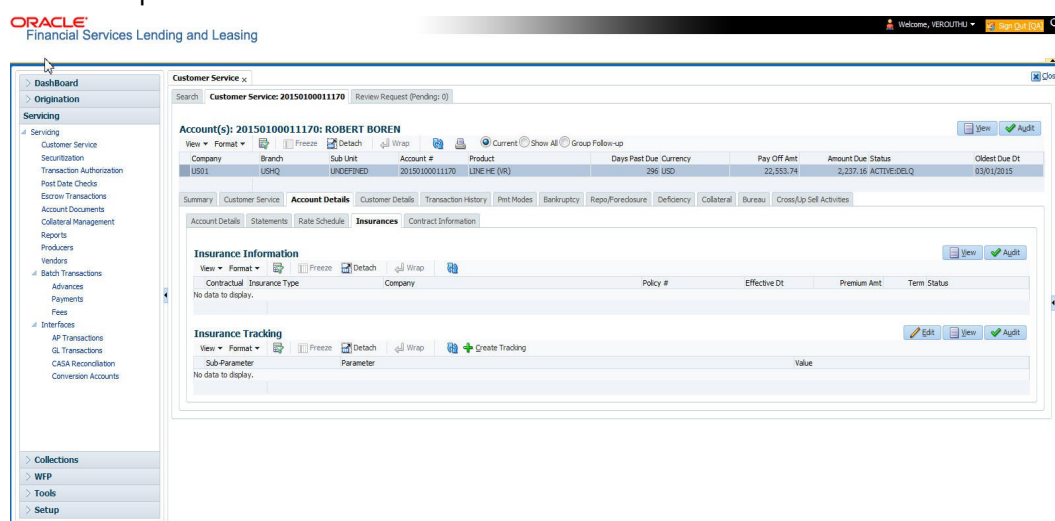 ORACLE
Financial Services Lending and Leasing
Welcome, VEROUTHU
Sign Out [QA]
DashBoard
Origination
Servicing
Servicing
Customer Service
Securitization
Transaction Authorization
Post Date Checks
Escrow Transactions
Account Documents
Collateral Management
Reports
Producers
Vendors
Batch Transactions
Advances
Payments
Fees
Interfaces
AP Transactions
GL Transactions
CASA Reconciliation
Conversion Accounts
Collections
WFP
Tools
Setup
Customer Service x
Search Customer Service: 20150100011170 Review Request (Pending: 0)
Account(s): 20150100011170: ROBERT BOREN
View Audit
View Format Freeze Detach Wrap Current Show All Group Follow-up
Company Branch Sub Unit Account # Product Days Past Due Currency Pay Off Amt Amount Due Status Oldest Due Dt
US01 USHQ UNDEFINED 20150100011170 LINE:HE (VR) 296 USD 22,553.74 2,237.16 ACTIVE:DELQ 03/01/2015
Summary Customer Service Account Details Customer Details Transaction History Pmt Modes Bankruptcy Repo/Foreclosure Deficiency Collateral Bureau Cross/Up Sell Activities
Account Details Statements Rate Schedule Insurances Contract Information
Insurance Information
View Audit
View Format Freeze Detach Wrap
Contractual Insurance Type Company Policy # Effective Dt Premium Amt Term Status
No data to display.
Insurance Tracking
Edit View Audit
View Format Freeze Detach Wrap Create Tracking
Sub-Parameter Parameter Value
No data to display.